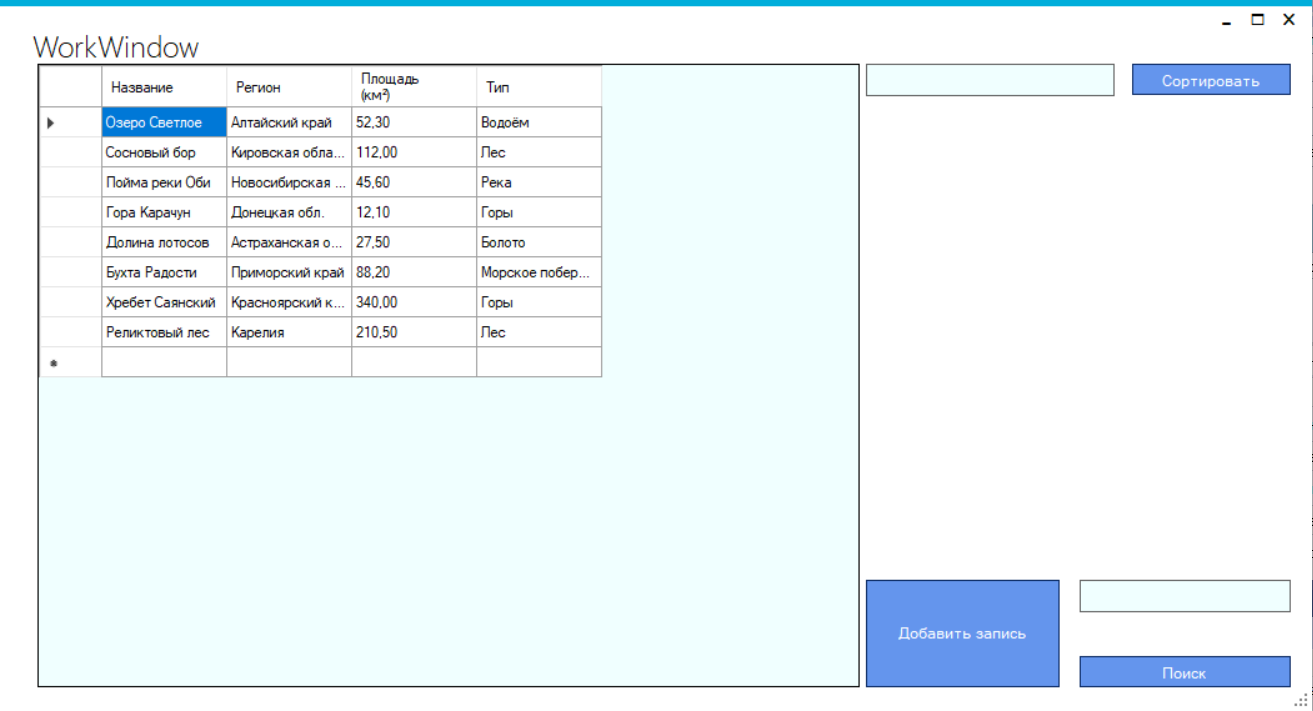 WorkWindow
Название Регион Площадь (км²) Тип
Озеро Светлое Алтайский край 52,30 Водоём
Сосновый бор Кировская обла... 112,00 Лес
Пойма реки Оби Новосибирская ... 45,60 Река
Гора Карачун Донецкая обл. 12,10 Горы
Долина лотосов Астраханская о... 27,50 Болото
Бухта Радости Приморский край 88,20 Морское побер...
Хребет Саянский Красноярский к... 340,00 Горы
Реликтовый лес Карелия 210,50 Лес
Сортировать
Добавить запись
Поиск